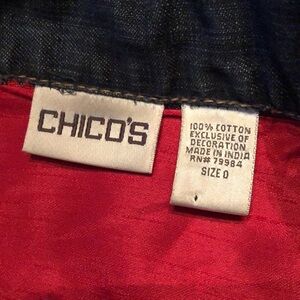 CHICO'S
100% COTTON
EXCLUSIVE OF
DECORATION
MADE IN INDIA
RN# 79984
SIZE 0